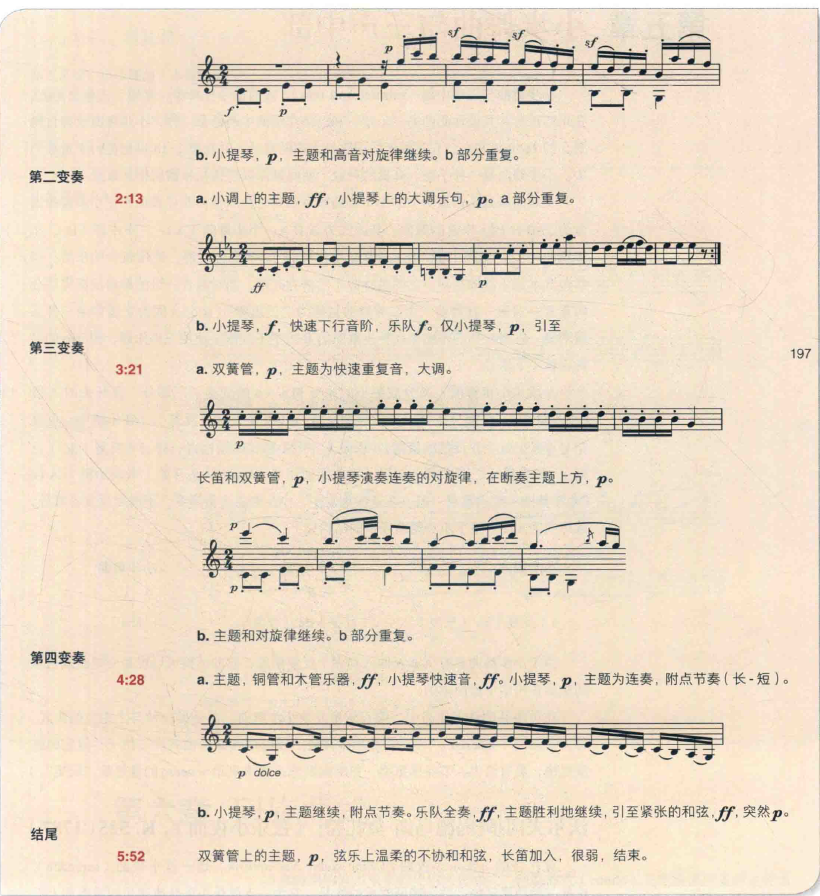 p sf sf sf
f p
b. 小提琴，p，主题和高音对旋律继续。b 部分重复。
第二变奏
2:13 a. 小调上的主题，ff，小提琴上的大调乐句，p。a 部分重复。
ff p
b. 小提琴，f，快速下行音阶，乐队f。仅小提琴，p，引至
第三变奏
197
3:21 a. 双簧管，p，主题为快速重复音，大调。
p
长笛和双簧管，p，小提琴演奏连奏的对旋律，在断奏主题上方，p。
p
p
b. 主题和对旋律继续。b 部分重复。
第四变奏
4:28 a. 主题，铜管和木管乐器，ff，小提琴快速音，ff。小提琴，p，主题为连奏，附点节奏（长-短）。
p dolce
b. 小提琴，p，主题继续，附点节奏。乐队全奏，ff，主题胜利地继续，引至紧张的和弦，ff，突然p。
结尾
5:52 双簧管上的主题，p，弦乐上温柔的不协和和弦，长笛加入，很弱，结束。